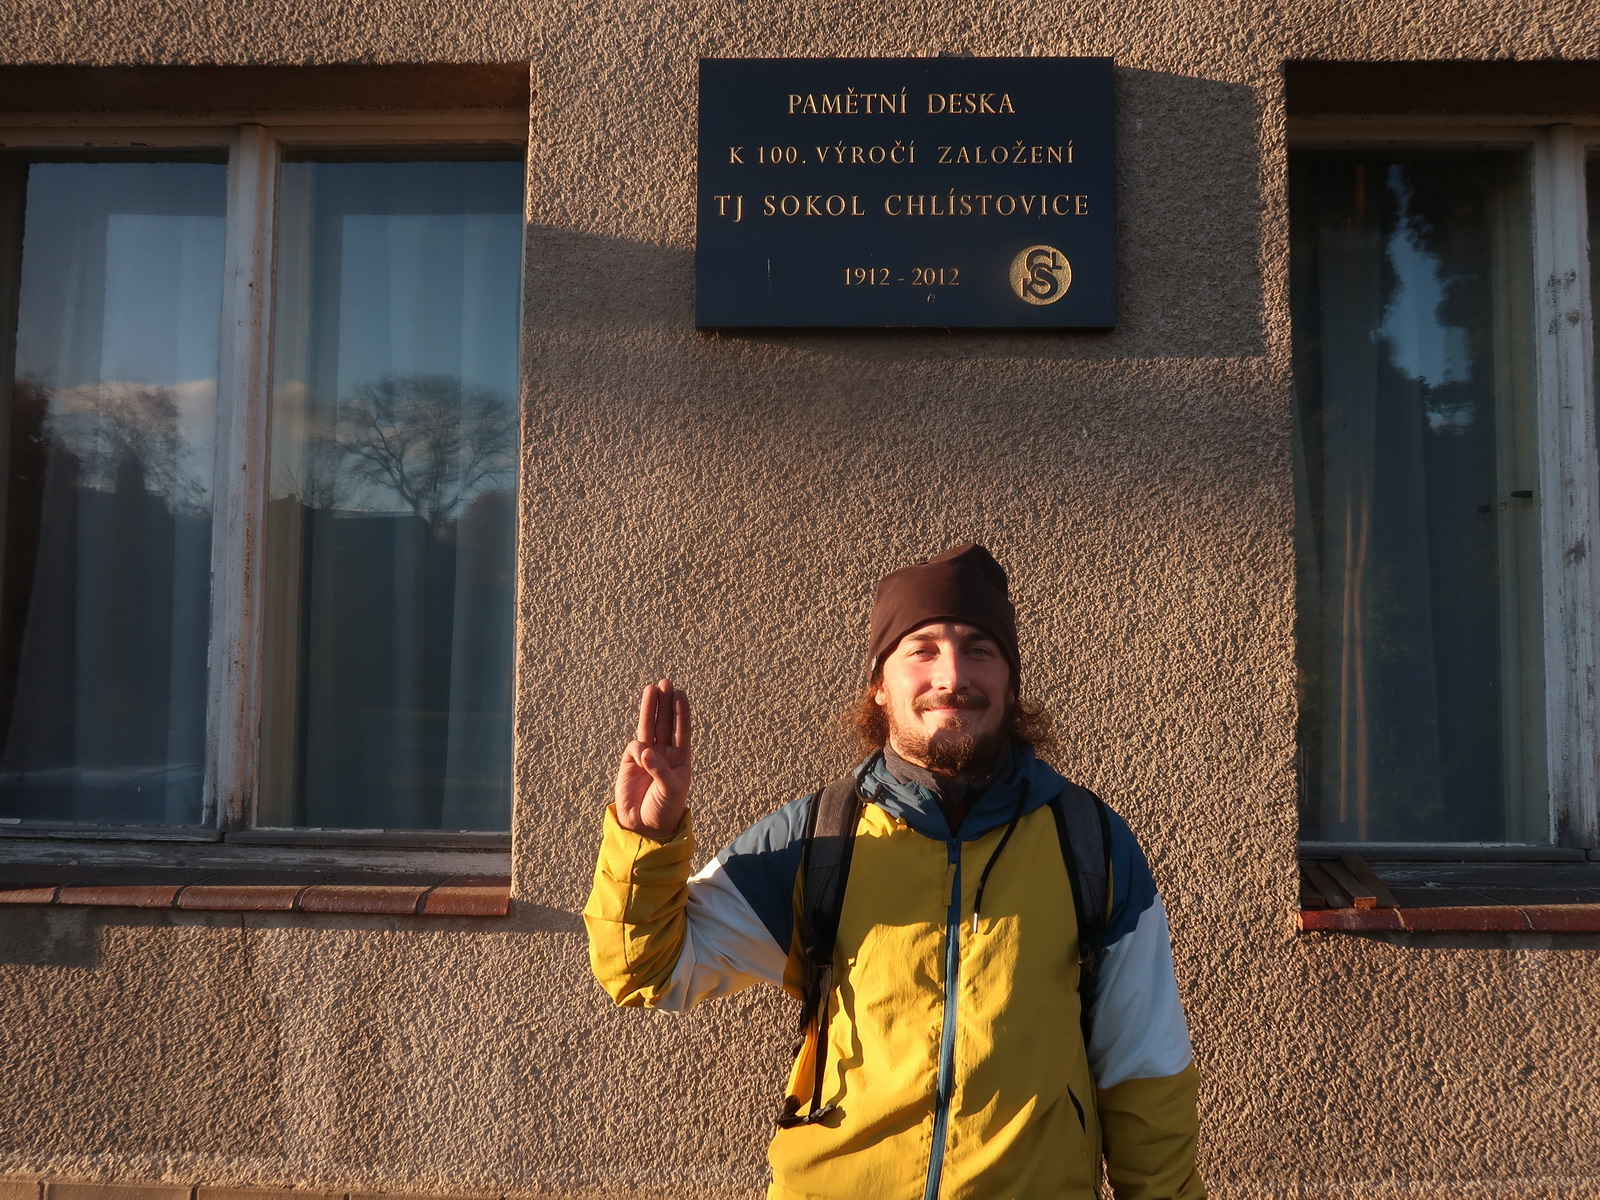 PAMĚTNÍ DESKA
K 100. VÝROČÍ ZALOŽENÍ
TJ SOKOL CHLÍSTOVICE
1912 - 2012